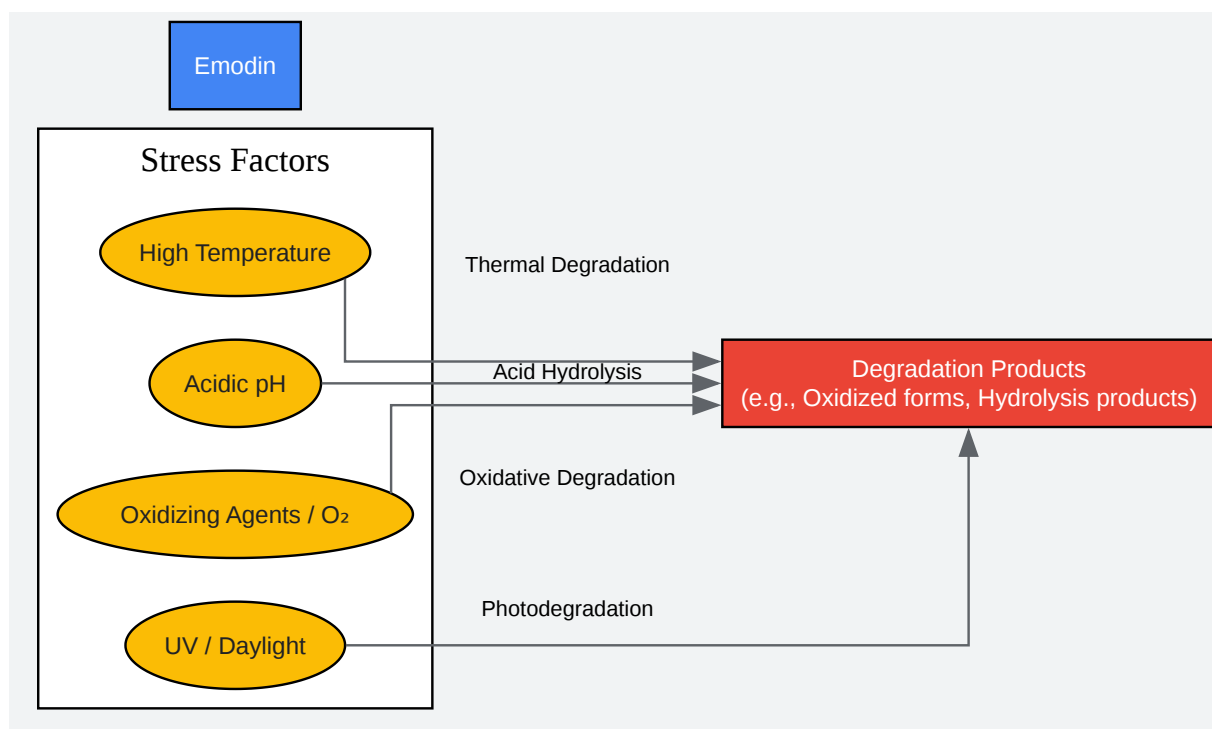 Emodin
Stress Factors
High Temperature
Thermal Degradation
Acidic pH
Acid Hydrolysis
Degradation Products
(e.g., Oxidized forms, Hydrolysis products)
Oxidizing Agents / O₂
Oxidative Degradation
UV / Daylight
Photodegradation